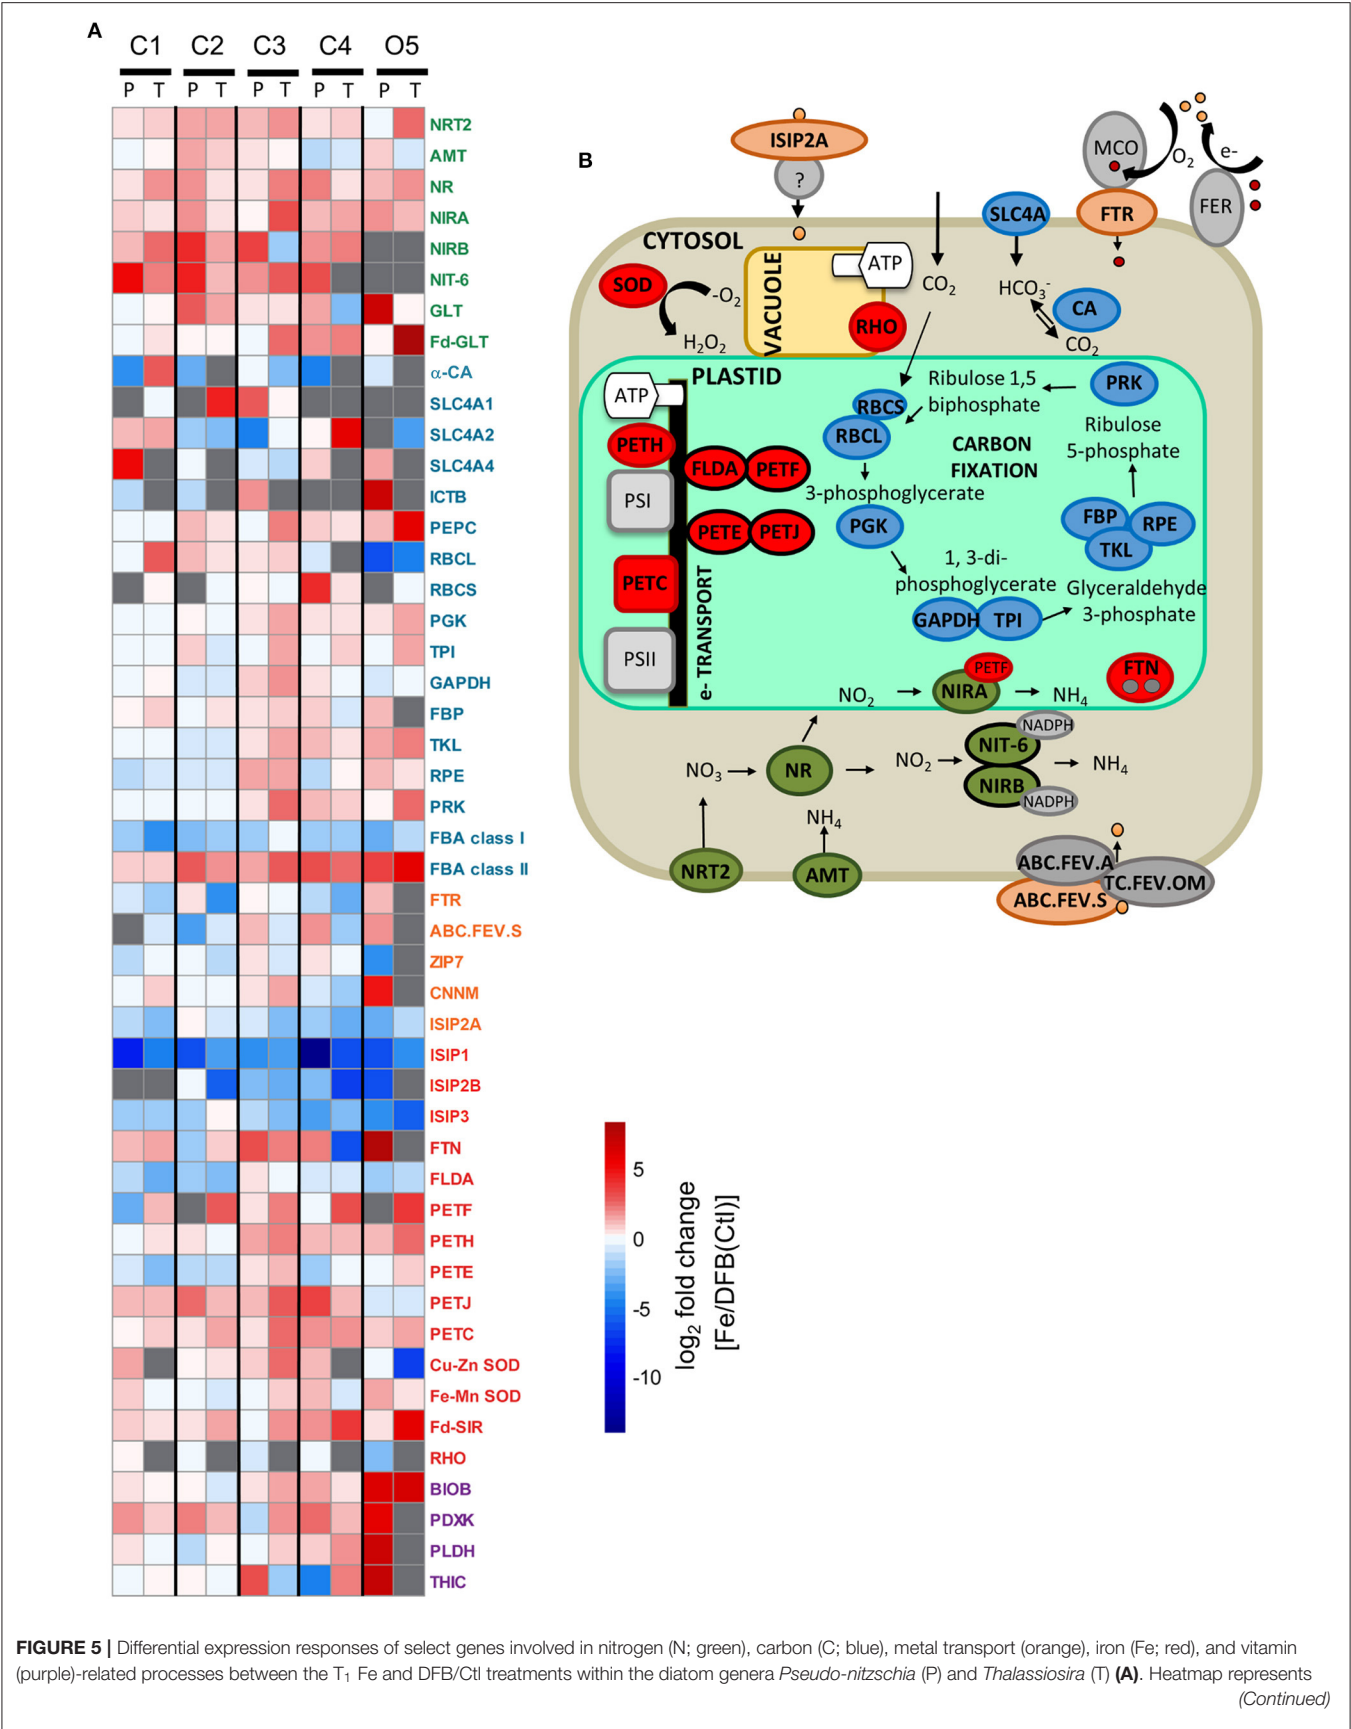 A
C1 C2 C3 C4 O5
P T P T P T P T P T
NRT2
AMT
NR
NIRA
NIRB
NIT-6
GLT
Fd-GLT
α-CA
SLC4A1
SLC4A2
SLC4A4
ICTB
PEPC
RBCL
RBCS
PGK
TPI
GAPDH
FBP
TKL
RPE
PRK
FBA class I
FBA class II
FTR
ABC.FEV.S
ZIP7
CNNM
ISIP2A
ISIP1
ISIP2B
ISIP3
FTN
FLDA
PETF
PETH
PETE
PETJ
PETC
Cu-Zn SOD
Fe-Mn SOD
Fd-SIR
RHO
BIOB
PDXK
PLDH
THIC
5
0
-5
-10
log₂ fold change
[Fe/DFB(Ctl)]
B
ISIP2A
?
MCO
O₂
e-
FTR
FER
SLC4A
CYTOSOL
VACUOLE
ATP
RHO
SOD
-O₂
H₂O₂
CO₂
HCO₃⁻
CA
CO₂
PLASTID
ATP
PETH
PSI
FLDA PETF
PETE PETJ
PETC
PSII
e- TRANSPORT
RBCS
RBCL
Ribulose 1,5
biphosphate
PRK
Ribulose
5-phosphate
CARBON
FIXATION
3-phosphoglycerate
PGK
FBP
RPE
TKL
1, 3-di-
phosphoglycerate
Glyceraldehyde
3-phosphate
GAPDH TPI
NO₂
PETF
NIRA
NH₄
FTN
NO₃
NR
NO₂
NADPH
NIT-6
NIRB
NADPH
NH₄
NH₄
NRT2
AMT
ABC.FEV.A
TC.FEV.OM
ABC.FEV.S
FIGURE 5 | Differential expression responses of select genes involved in nitrogen (N; green), carbon (C; blue), metal transport (orange), iron (Fe; red), and vitamin
(purple)-related processes between the T₁ Fe and DFB/Ctl treatments within the diatom genera Pseudo-nitzschia (P) and Thalassiosira (T) (A). Heatmap represents
(Continued)